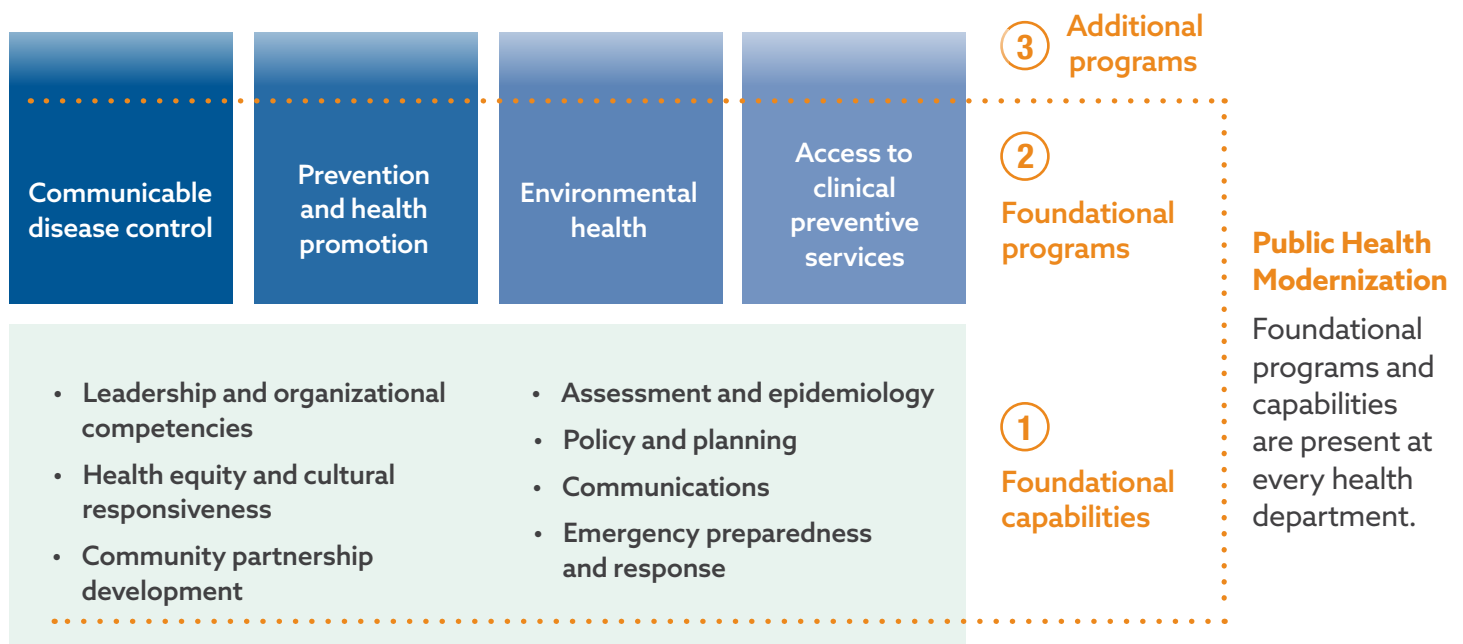 3
Additional
programs
Communicable
disease control
Prevention
and health
promotion
Environmental
health
Access to
clinical
preventive
services
2
Foundational
programs
• Leadership and organizational
competencies
• Health equity and cultural
responsiveness
• Community partnership
development
• Assessment and epidemiology
• Policy and planning
• Communications
• Emergency preparedness
and response
1
Foundational
capabilities
Public Health
Modernization
Foundational
programs and
capabilities
are present at
every health
department.